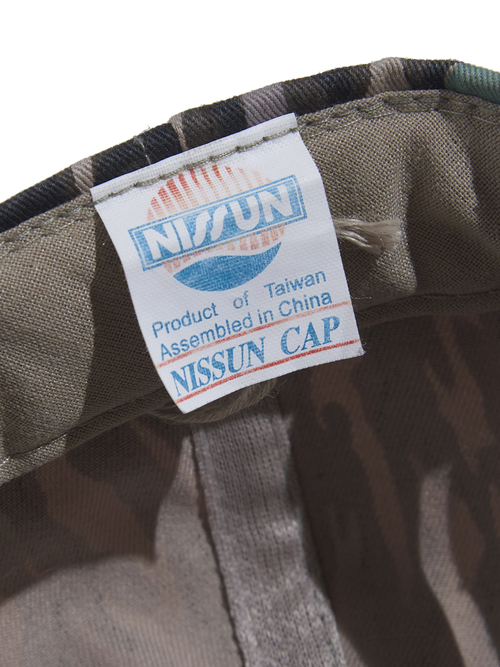 NISSUN
Product of Taiwan
Assembled in China
NISSUN CAP